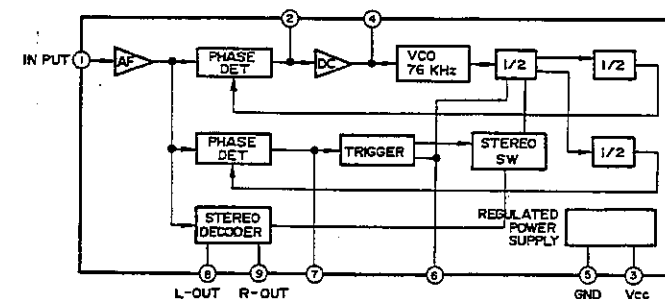 2
4
IN PUT
1
AF
PHASE
DET
DC
VCO
76 KHz
1/2
1/2
PHASE
DET
TRIGGER
STEREO
SW
1/2
STEREO
DECODER
REGULATED
POWER
SUPPLY
8
9
7
6
5
3
L-OUT
R-OUT
GND
Vcc